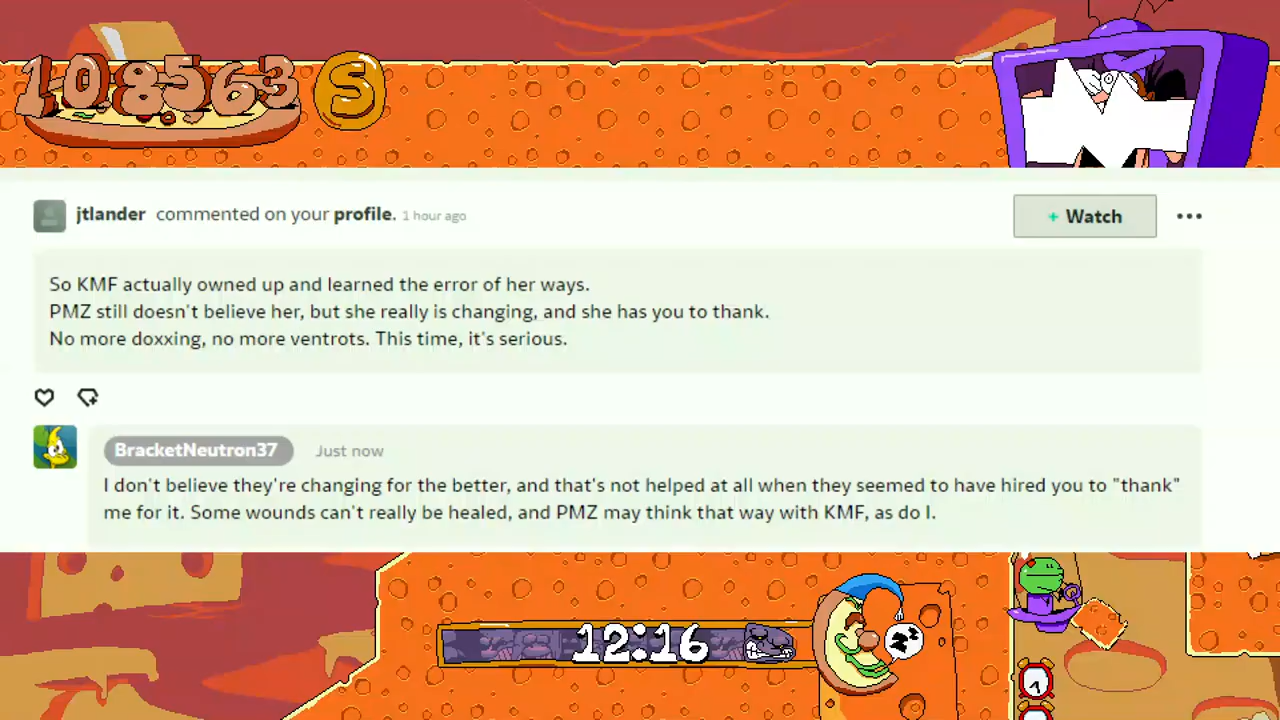 108563 S
jtlander commented on your profile. 1 hour ago
+ Watch
So KMF actually owned up and learned the error of her ways.
PMZ still doesn't believe her, but she really is changing, and she has you to thank.
No more doxxing, no more ventrots. This time, it's serious.
BracketNeutron37 Just now
I don't believe they're changing for the better, and that's not helped at all when they seemed to have hired you to "thank"
me for it. Some wounds can't really be healed, and PMZ may think that way with KMF, as do I.
12:16